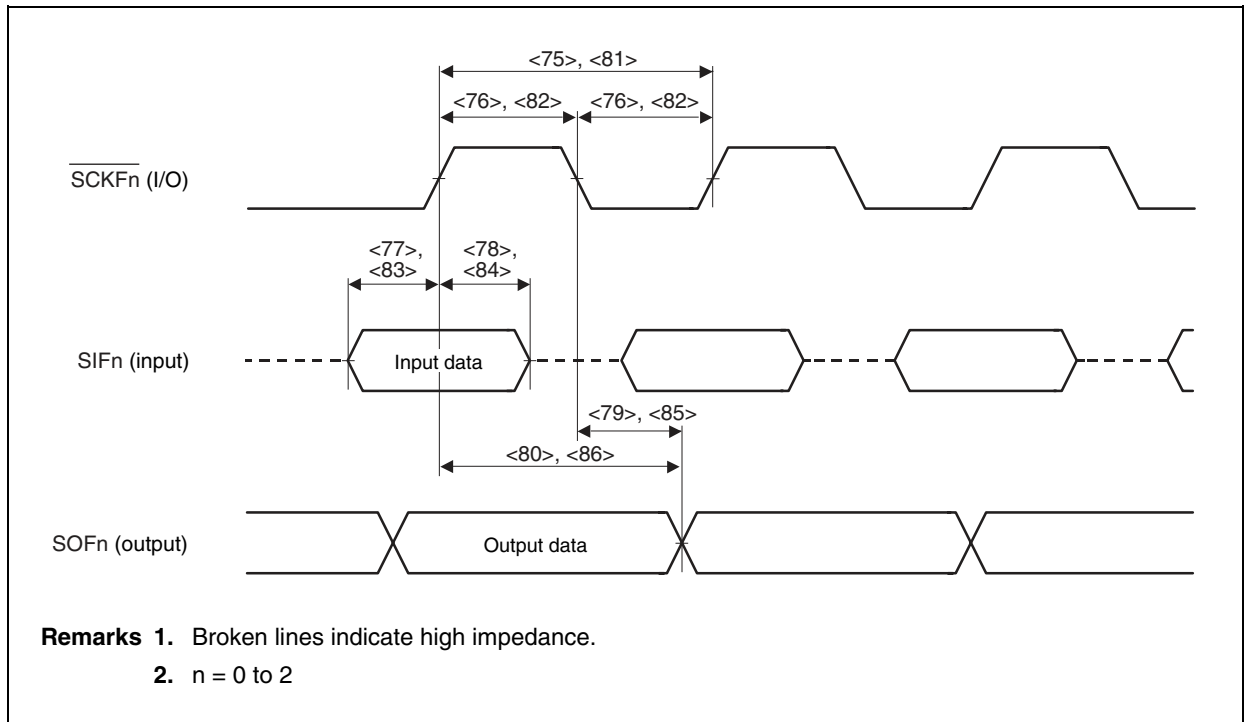 <75>, <81>
<76>, <82> <76>, <82>
SCKFn (I/O)
<77>, <78>,
<83> <84>
SIFn (input)
Input data
<79>, <85>
<80>, <86>
SOFn (output)
Output data
Remarks 1. Broken lines indicate high impedance.
2. n = 0 to 2